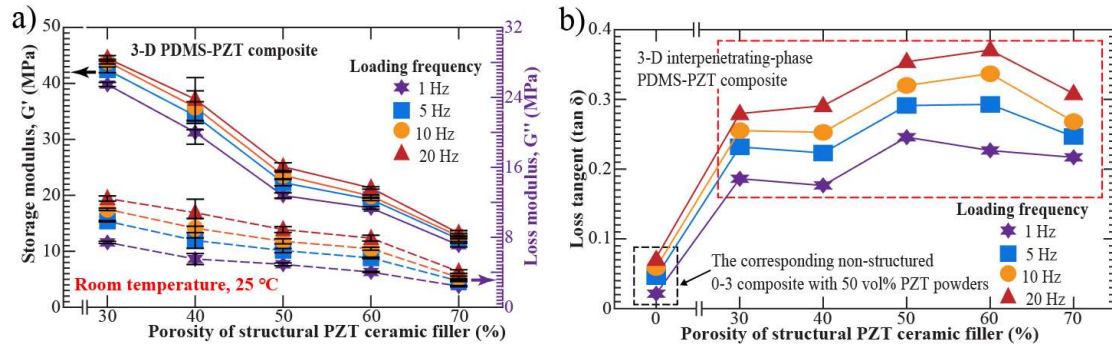 a)
50
40
30
20
10
0
Storage modulus, G' (MPa)
3-D PDMS-PZT composite
Loading frequency
1 Hz
5 Hz
10 Hz
20 Hz
Room temperature, 25 ℃
32
28
24
20
16
12
8
4
0
Loss modulus, G'' (MPa)
30 40 50 60 70
Porosity of structural PZT ceramic filler (%)
b)
0.4
0.3
0.2
0.1
0
Loss tangent (tan δ)
3-D interpenetrating-phase
PDMS-PZT composite
Loading frequency
1 Hz
5 Hz
10 Hz
20 Hz
The corresponding non-structured
0-3 composite with 50 vol% PZT powders
0 30 40 50 60 70
Porosity of structural PZT ceramic filler (%)